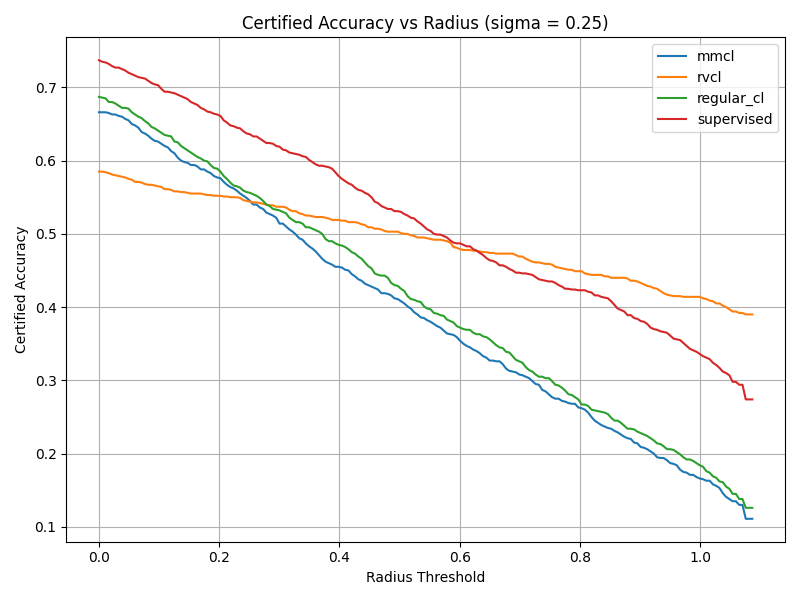 Certified Accuracy vs Radius (sigma = 0.25)
mmcl
rvcl
regular_cl
supervised
Certified Accuracy
0.7
0.6
0.5
0.4
0.3
0.2
0.1
0.0 0.2 0.4 0.6 0.8 1.0
Radius Threshold